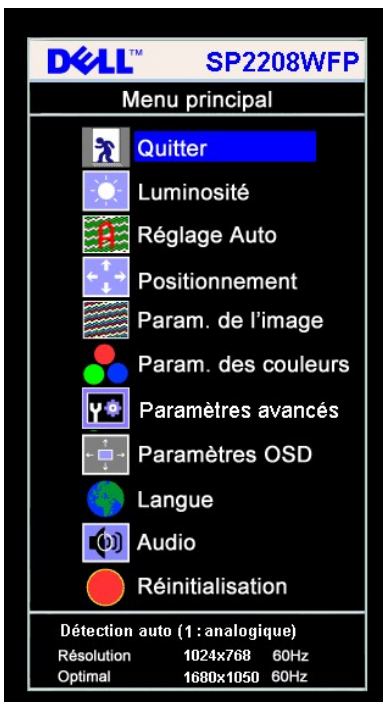 DELL™ SP2208WFP
Menu principal
Quitter
Luminosité
Réglage Auto
Positionnement
Param. de l'image
Param. des couleurs
Paramètres avancés
Paramètres OSD
Langue
Audio
Réinitialisation
Détection auto (1 : analogique)
Résolution 1024x768 60Hz
Optimal 1680x1050 60Hz